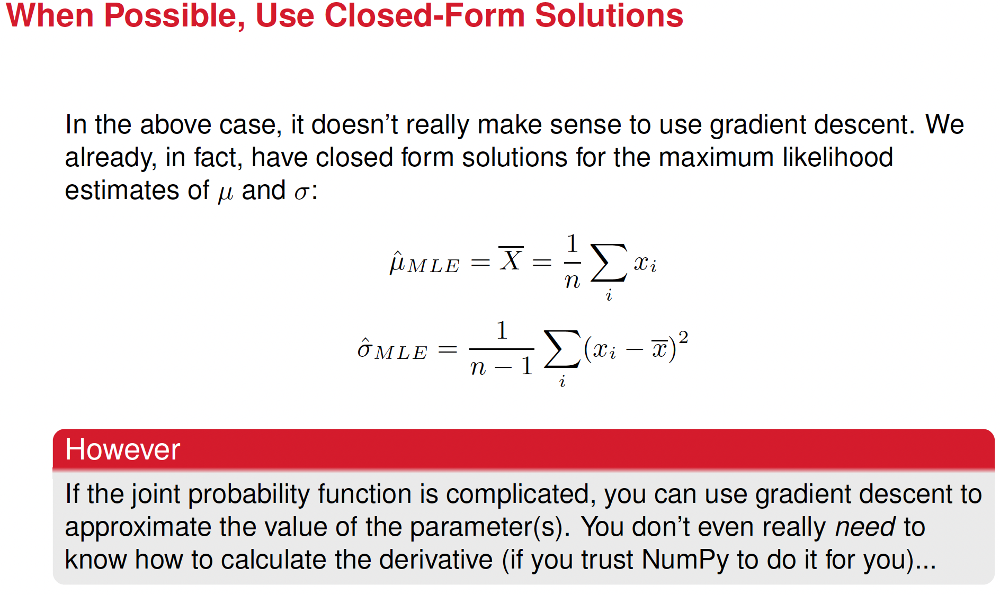 When Possible, Use Closed-Form Solutions
In the above case, it doesn't really make sense to use gradient descent. We
already, in fact, have closed form solutions for the maximum likelihood
estimates of μ and σ:
$\hat{\mu}_{MLE} = \overline{X} = \frac{1}{n} \sum_{i} x_i$
$\hat{\sigma}_{MLE} = \frac{1}{n-1} \sum_{i} (x_i - \overline{x})^2$
However
If the joint probability function is complicated, you can use gradient descent to
approximate the value of the parameter(s). You don't even really need to
know how to calculate the derivative (if you trust NumPy to do it for you)...